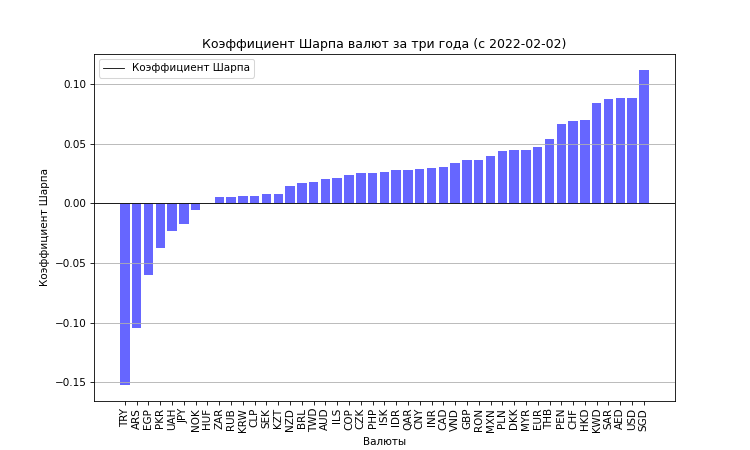 Коэффициент Шарпа валют за три года (с 2022-02-02)
Коэффициент Шарпа
0.10
0.05
0.00
−0.05
−0.10
−0.15
Коэффициент Шарпа
TRY ARS EGP PKR UAH JPY NOK HUF ZAR RUB KRW CLP SEK KZT NZD BRL TWD AUD ILS COP CZK PHP ISK IDR QAR CNY INR CAD VND GBP RON MXN PLN DKK MYR EUR THB PEN CHF HKD KWD SAR AED USD SGD
Валюты